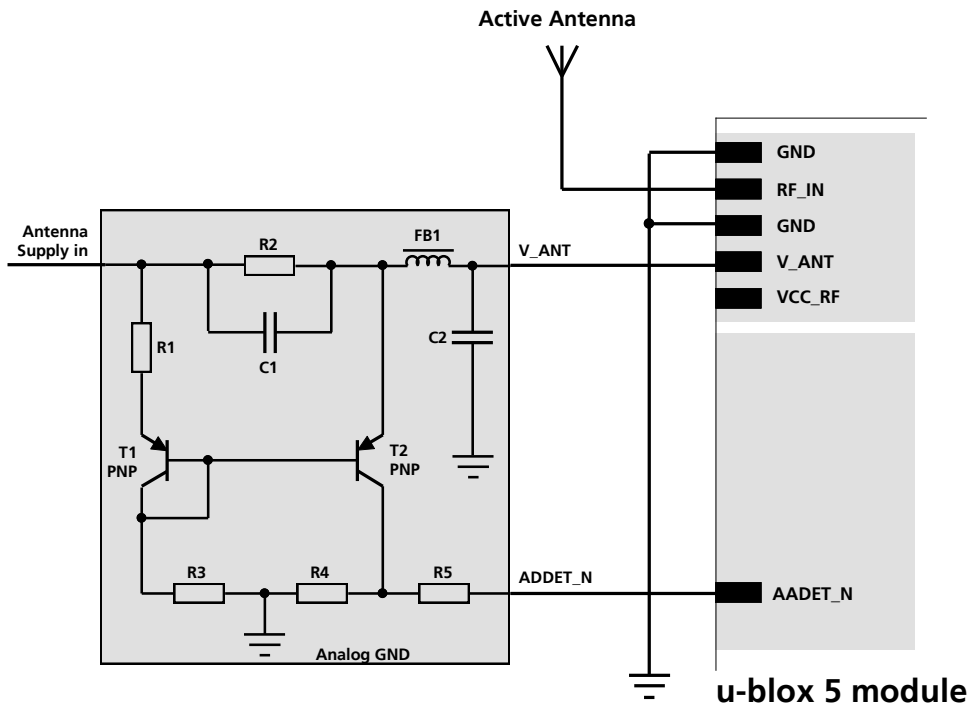 Active Antenna
GND
RF_IN
GND
V_ANT
VCC_RF
Antenna
Supply in
R2
FB1
V_ANT
R1
C1
C2
T1
PNP
T2
PNP
R3
R4
R5
ADDET_N
AADET_N
Analog GND
u-blox 5 module